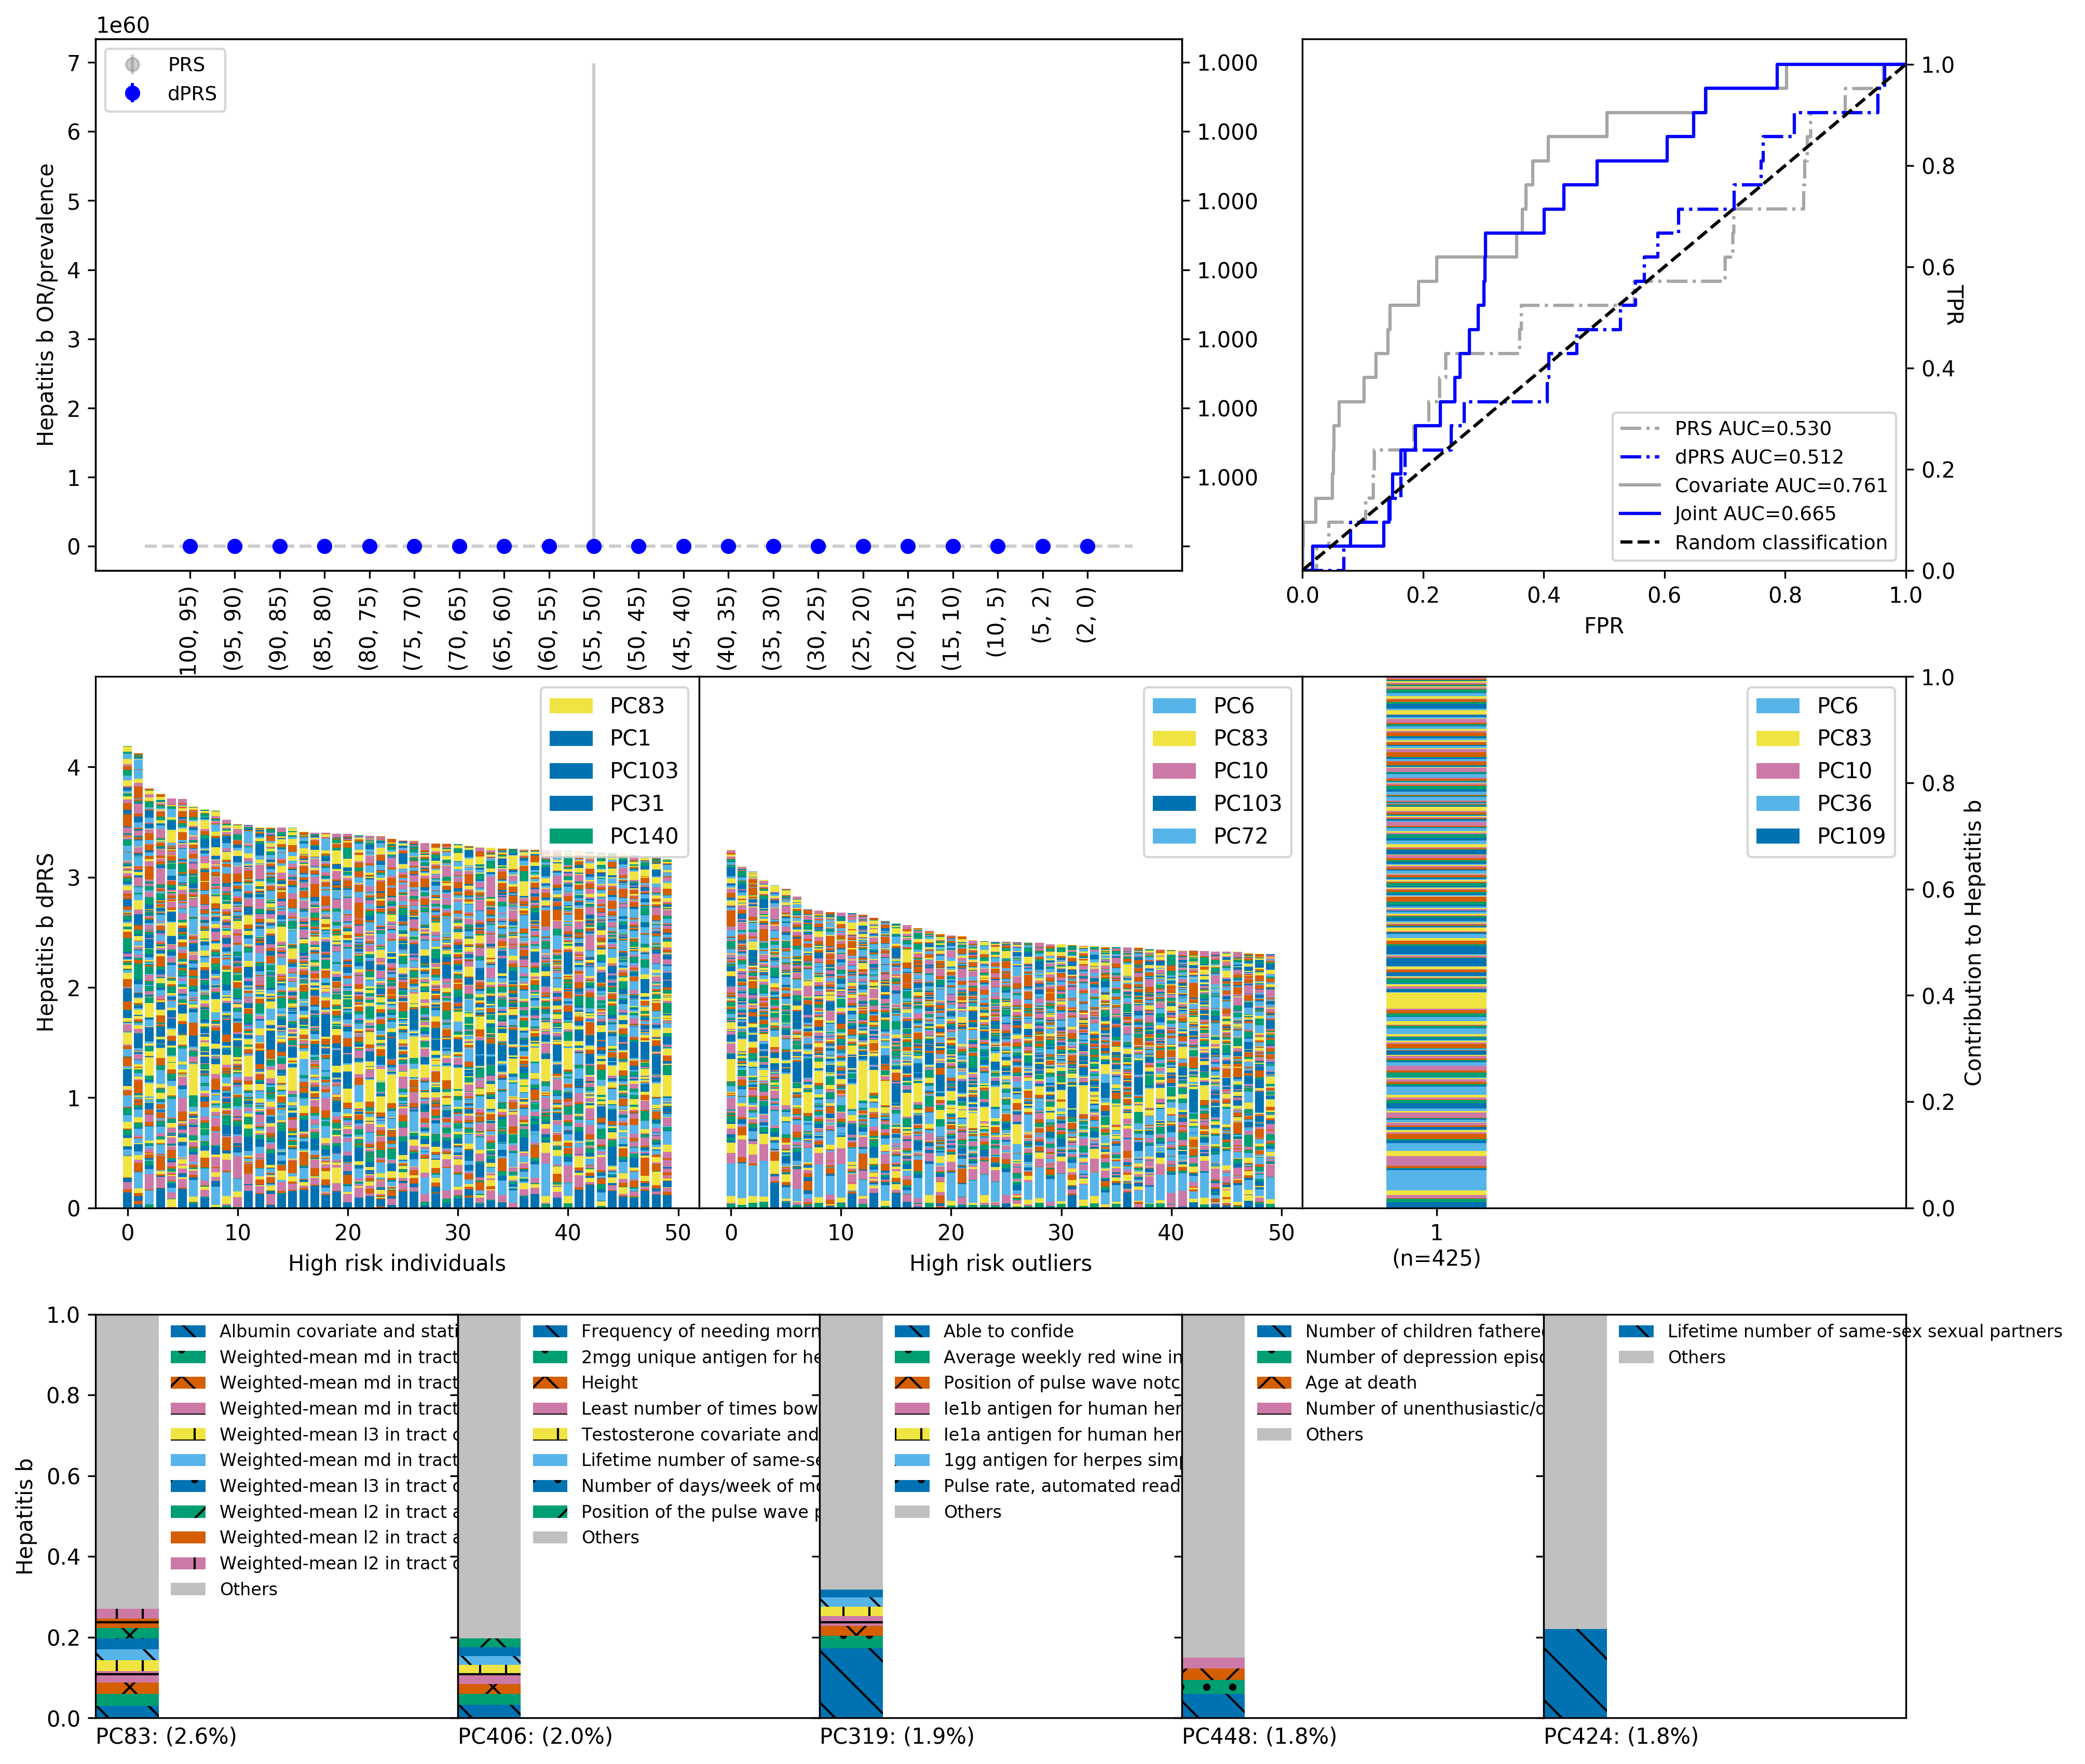 1e60
7
6
5
4
3
2
1
0
Hepatitis b OR/prevalence
PRS
dPRS
1.000
1.000
1.000
1.000
1.000
1.000
1.000
(95, 90)
(90, 85)
(85, 80)
(80, 75)
(75, 70)
(70, 65)
(65, 60)
(60, 55)
(55, 50)
(50, 45)
(45, 40)
(40, 35)
(35, 30)
(30, 25)
(25, 20)
(20, 15)
(15, 10)
(10, 5)
(5, 2)
(2, 0)
100, 95)
PRS AUC=0.530
dPRS AUC=0.512
Covariate AUC=0.761
Joint AUC=0.665
Random classification
1.0
0.8
0.6
0.4
0.2
0.0
TPR
0.0 0.2 0.4 0.6 0.8 1.0
FPR
Hepatitis b dPRS
4
3
2
1
0
PC83
PC1
PC103
PC31
PC140
0 10 20 30 40 50
High risk individuals
PC6
PC83
PC10
PC103
PC72
0 10 20 30 40 50
High risk outliers
PC6
PC83
PC10
PC36
PC109
1
(n=425)
1.0
0.8
0.6
0.4
0.2
0.0
Contribution to Hepatitis b
Hepatitis b
1.0
0.8
0.6
0.4
0.2
0.0
Albumin covariate and stati
Weighted-mean md in tract
Weighted-mean md in tract
Weighted-mean md in tract
Weighted-mean l3 in tract
Weighted-mean md in tract
Weighted-mean l3 in tract
Weighted-mean l2 in tract a
Weighted-mean l2 in tract a
Weighted-mean l2 in tract
Others
PC83: (2.6%)
Frequency of needing morn
2mgg unique antigen for he
Height
Least number of times bow
Testosterone covariate and
Lifetime number of same-se
Number of days/week of mo
Position of the pulse wave p
Others
PC406: (2.0%)
Able to confide
Average weekly red wine in
Position of pulse wave notc
Ie1b antigen for human her
Ie1a antigen for human her
1gg antigen for herpes simp
Pulse rate, automated read
Others
PC319: (1.9%)
Number of children fathere
Number of depression episo
Age at death
Number of unenthusiastic/d
Others
PC448: (1.8%)
Lifetime number of same-sex sexual partners
Others
PC424: (1.8%)